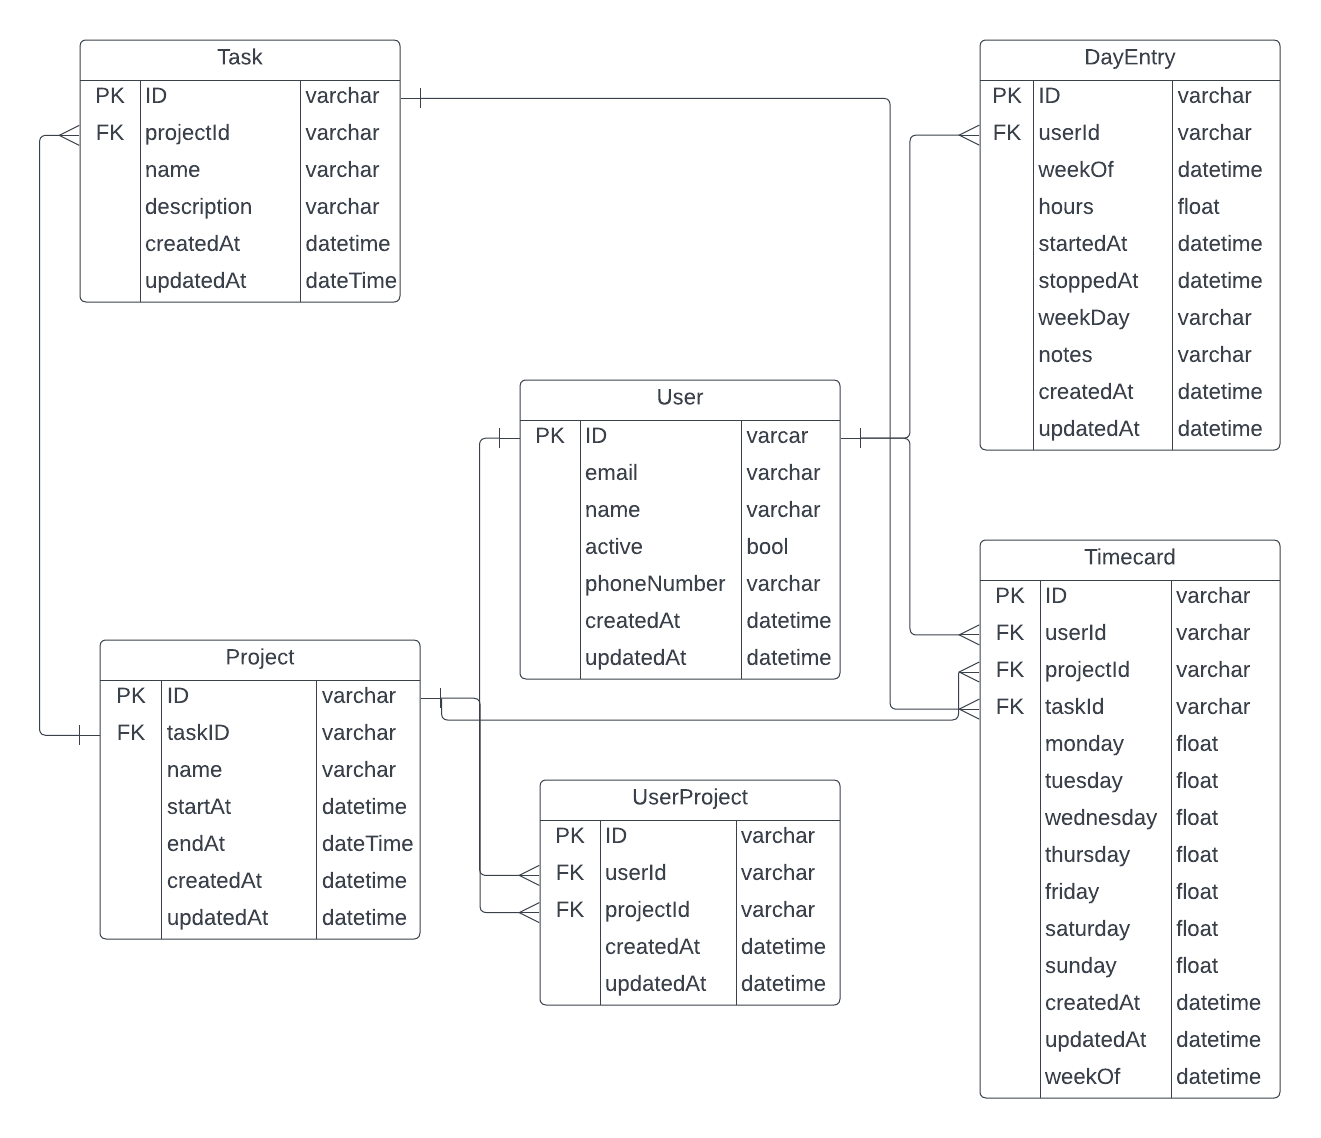 Task
PK ID varchar
FK projectId varchar
name varchar
description varchar
createdAt datetime
updatedAt dateTime
DayEntry
PK ID varchar
FK userId varchar
weekOf datetime
hours float
startedAt datetime
stoppedAt datetime
weekDay varchar
notes varchar
createdAt datetime
updatedAt datetime
User
PK ID varcar
email varchar
name varchar
active bool
phoneNumber varchar
createdAt datetime
updatedAt datetime
Timecard
PK ID varchar
FK userId varchar
FK projectId varchar
FK taskId varchar
monday float
tuesday float
wednesday float
thursday float
friday float
saturday float
sunday float
createdAt datetime
updatedAt datetime
weekOf datetime
Project
PK ID varchar
FK taskID varchar
name varchar
startAt datetime
endAt dateTime
createdAt datetime
updatedAt datetime
UserProject
PK ID varchar
FK userId varchar
FK projectId varchar
createdAt datetime
updatedAt datetime